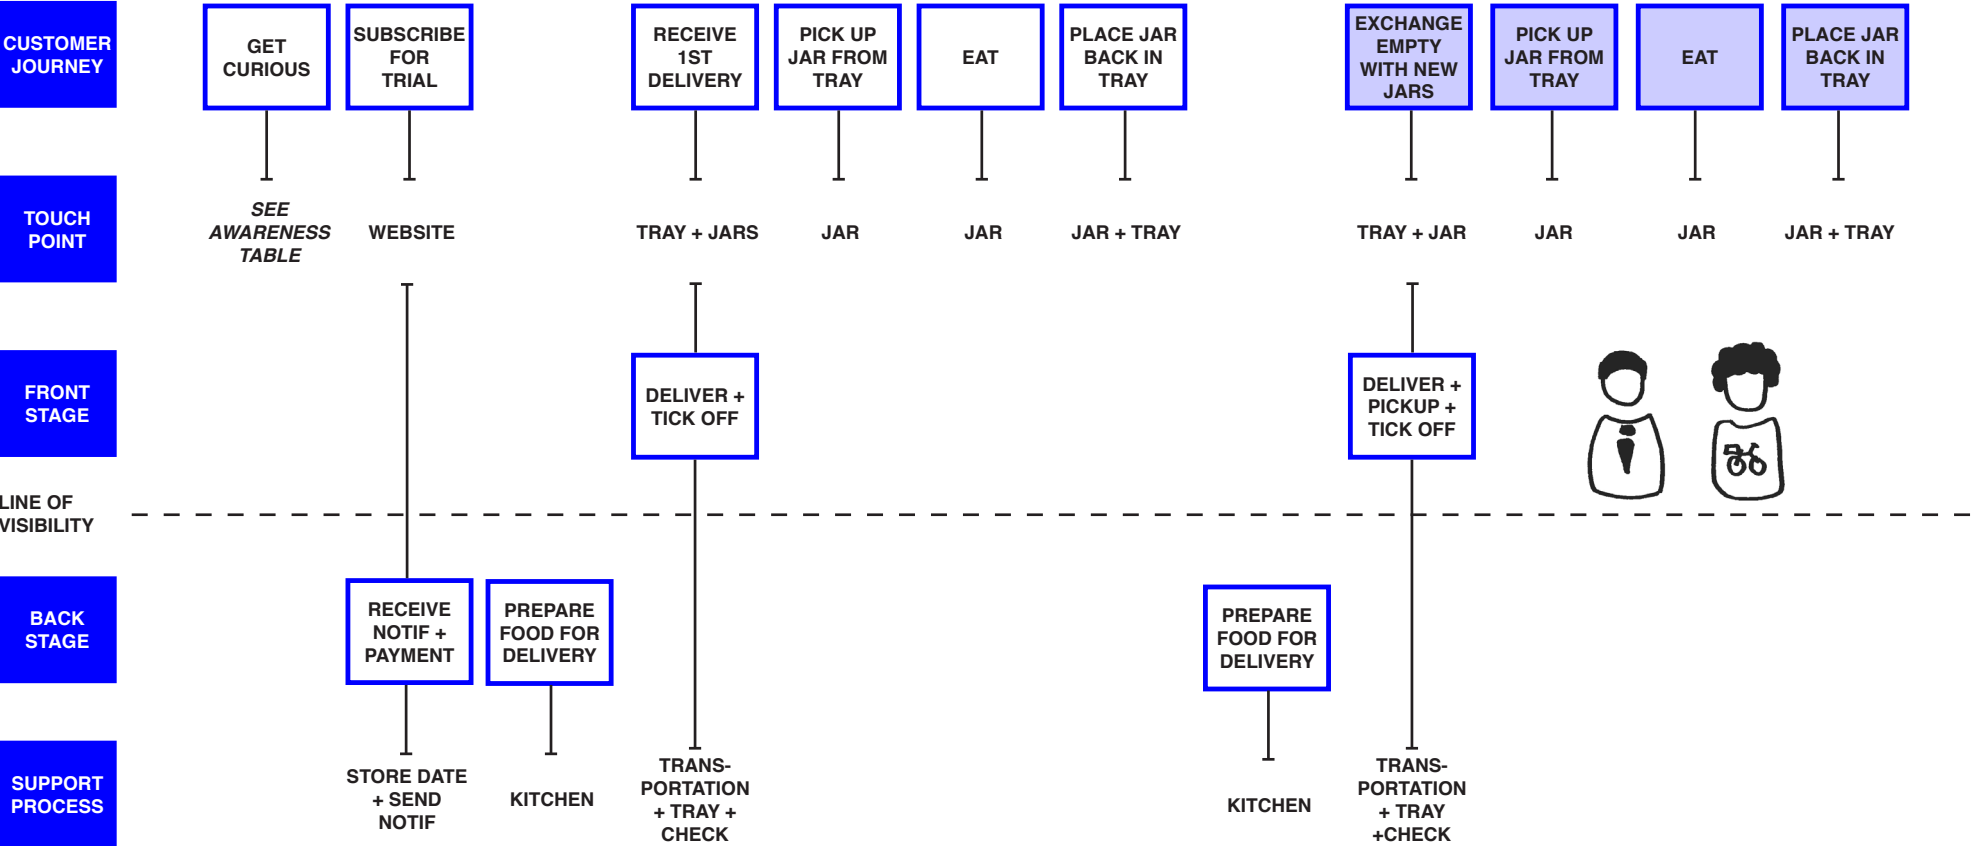 CUSTOMER
JOURNEY
GET
CURIOUS
SUBSCRIBE
FOR
TRIAL
RECEIVE
1ST
DELIVERY
PICK UP
JAR FROM
TRAY
EAT
PLACE JAR
BACK IN
TRAY
EXCHANGE
EMPTY
WITH NEW
JARS
PICK UP
JAR FROM
TRAY
EAT
PLACE JAR
BACK IN
TRAY
TOUCH
POINT
SEE
AWARENESS
TABLE
WEBSITE
TRAY + JARS
JAR
JAR
JAR + TRAY
TRAY + JAR
JAR
JAR
JAR + TRAY
FRONT
STAGE
DELIVER +
TICK OFF
DELIVER +
PICKUP +
TICK OFF
LINE OF
VISIBILITY
BACK
STAGE
RECEIVE
NOTIF +
PAYMENT
PREPARE
FOOD FOR
DELIVERY
PREPARE
FOOD FOR
DELIVERY
SUPPORT
PROCESS
STORE DATE
+ SEND
NOTIF
KITCHEN
TRANS-
PORTATION
+ TRAY +
CHECK
KITCHEN
TRANS-
PORTATION
+ TRAY
+CHECK